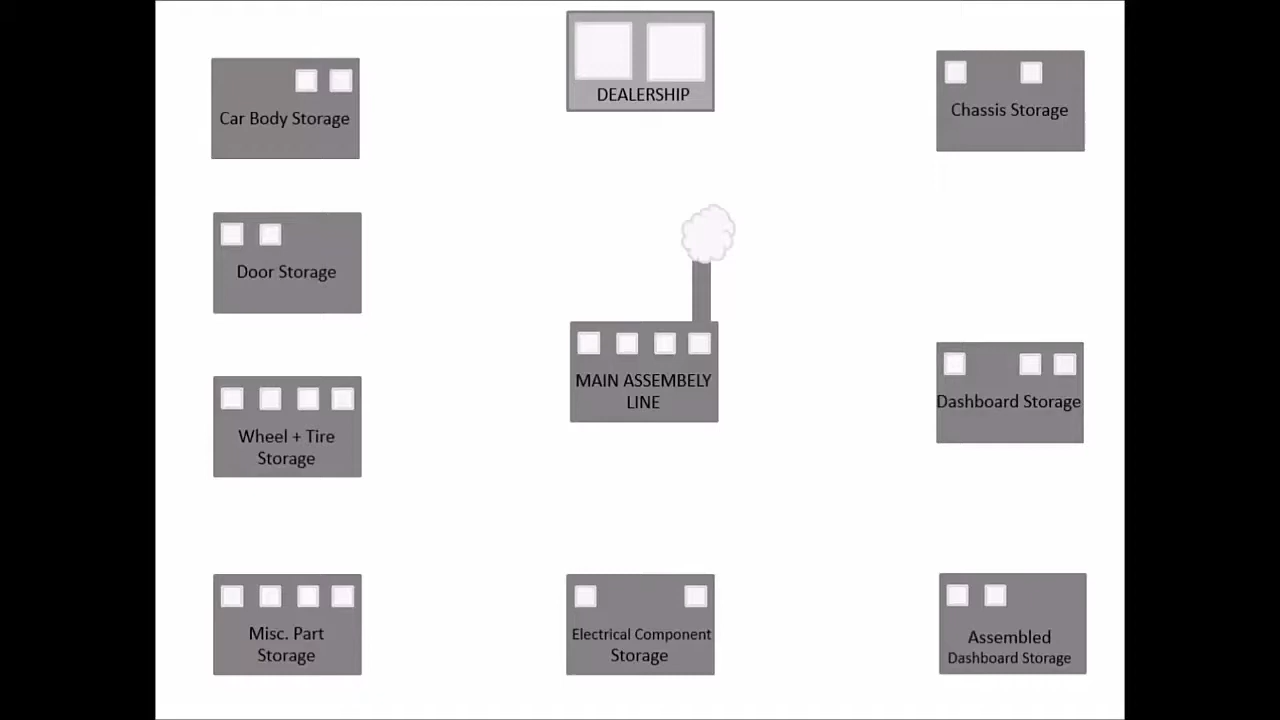 DEALERSHIP
Car Body Storage
Chassis Storage
Door Storage
MAIN ASSEMBELY
LINE
Dashboard Storage
Wheel + Tire
Storage
Misc. Part
Storage
Electrical Component
Storage
Assembled
Dashboard Storage